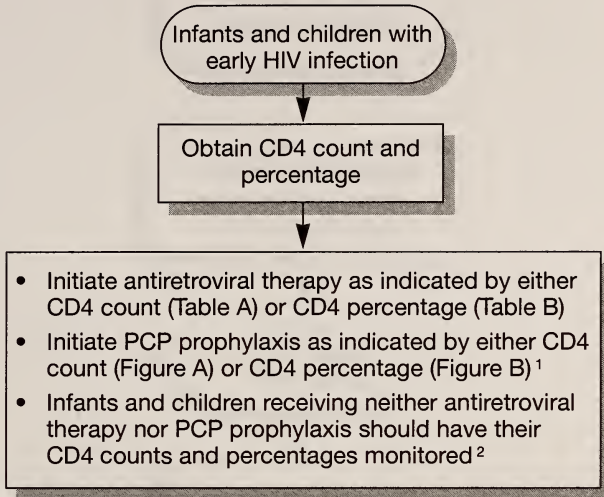 Infants and children with
early HIV infection
Obtain CD4 count and
percentage
• Initiate antiretroviral therapy as indicated by either
CD4 count (Table A) or CD4 percentage (Table B)
• Initiate PCP prophylaxis as indicated by either CD4
count (Figure A) or CD4 percentage (Figure B) 1
• Infants and children receiving neither antiretroviral
therapy nor PCP prophylaxis should have their
CD4 counts and percentages monitored 2